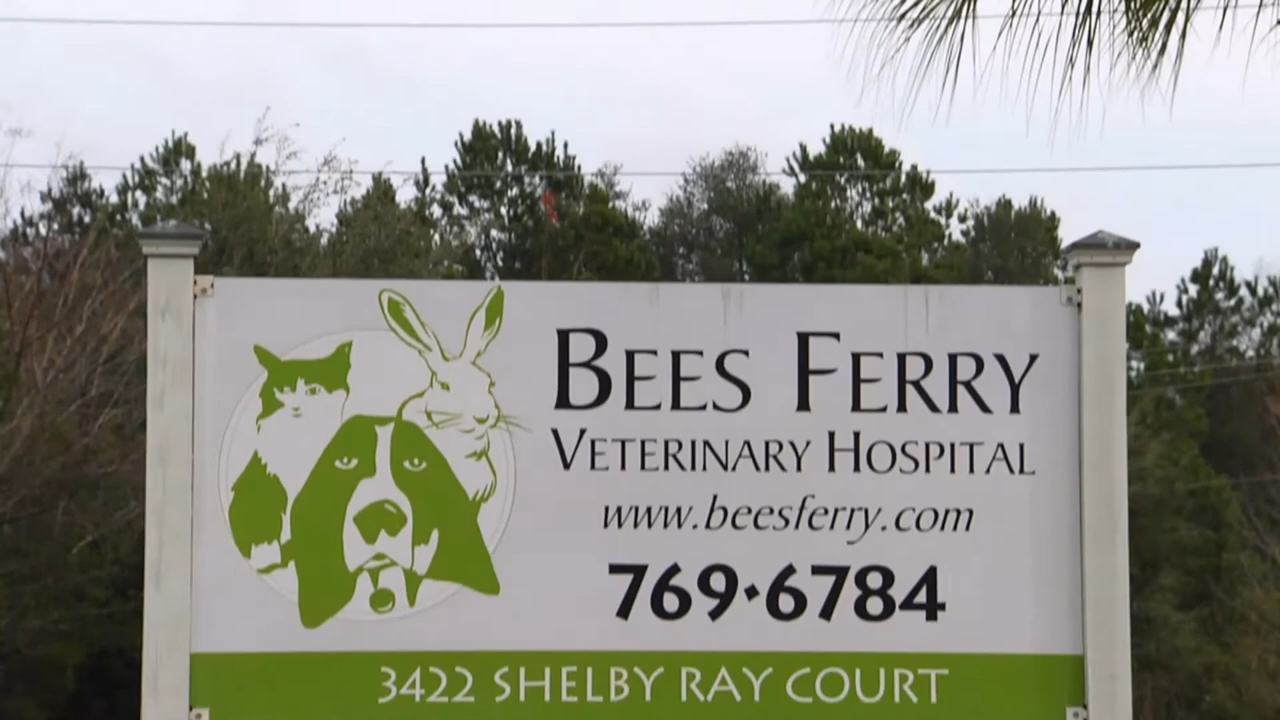 BEES FERRY
VETERINARY HOSPITAL
www.beesferry.com
769·6784
3422 SHELBY RAY COURT